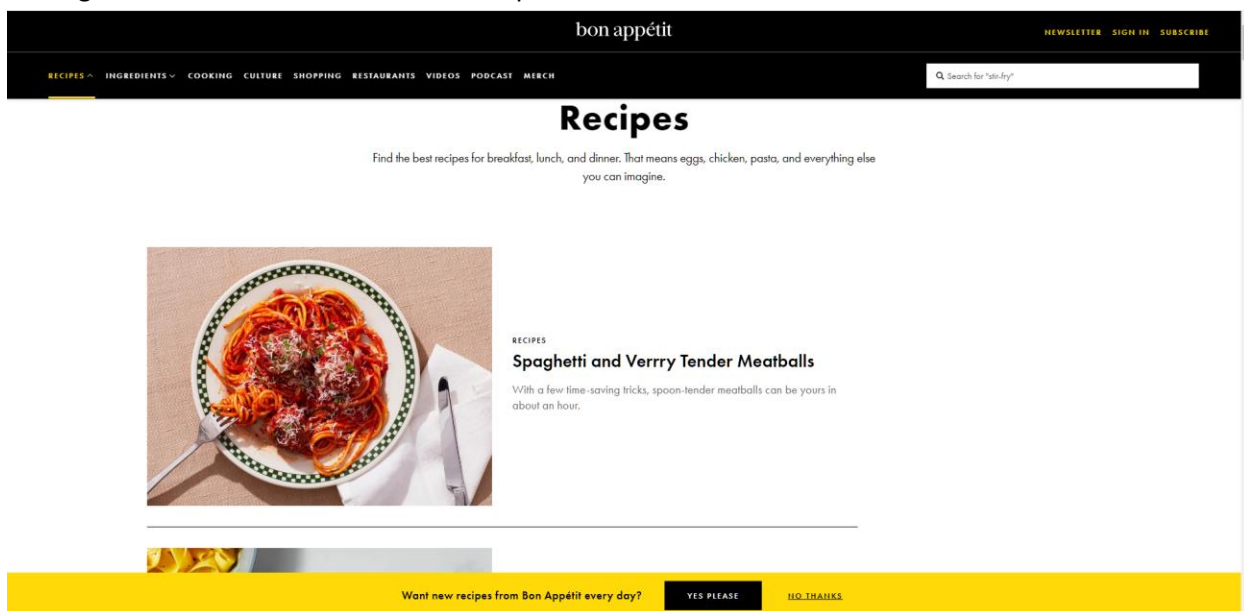 bon appétit
NEWSLETTER SIGN IN SUBSCRIBE
RECIPES INGREDIENTS COOKING CULTURE SHOPPING RESTAURANTS VIDEOS PODCAST MERCH
Search for "stir-fry"
Recipes
Find the best recipes for breakfast, lunch, and dinner. That means eggs, chicken, pasta, and everything else
you can imagine.
RECIPES
Spaghetti and Verrry Tender Meatballs
With a few time-saving tricks, spoon-tender meatballs can be yours in
about an hour.
Want new recipes from Bon Appétit every day? YES PLEASE NO THANKS